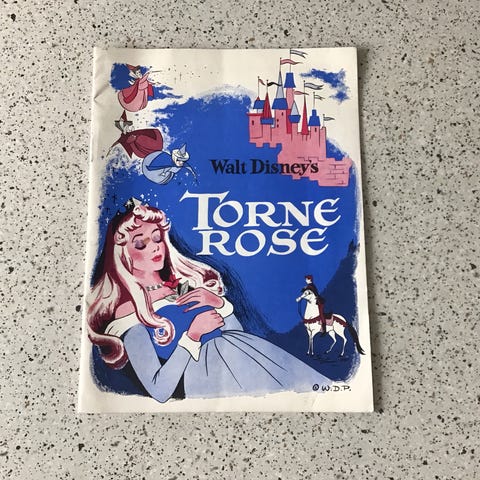 Walt Disney's
TORNE
ROSE
© W.D.P.